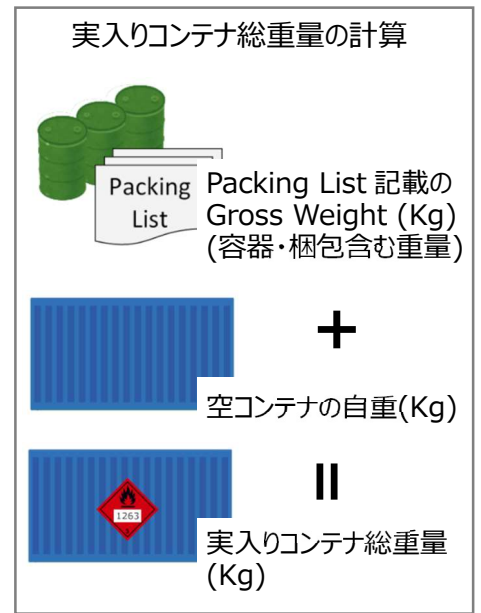 実入りコンテナ総重量の計算
Packing
List
Packing List 記載の
Gross Weight (Kg)
(容器・梱包含む重量)
+
空コンテナの自重(Kg)
=
1263
実入りコンテナ総重量
(Kg)